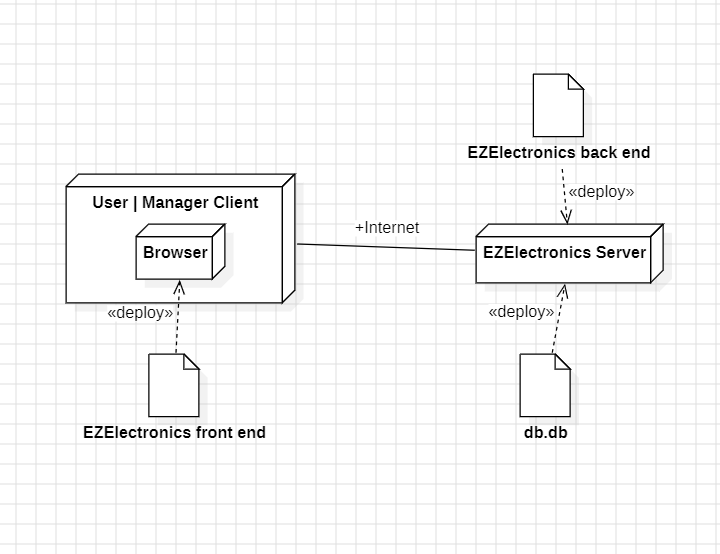 EZElectronics back end
«deploy»
User | Manager Client
+Internet
Browser
EZElectronics Server
«deploy»
«deploy»
EZElectronics front end
db.db